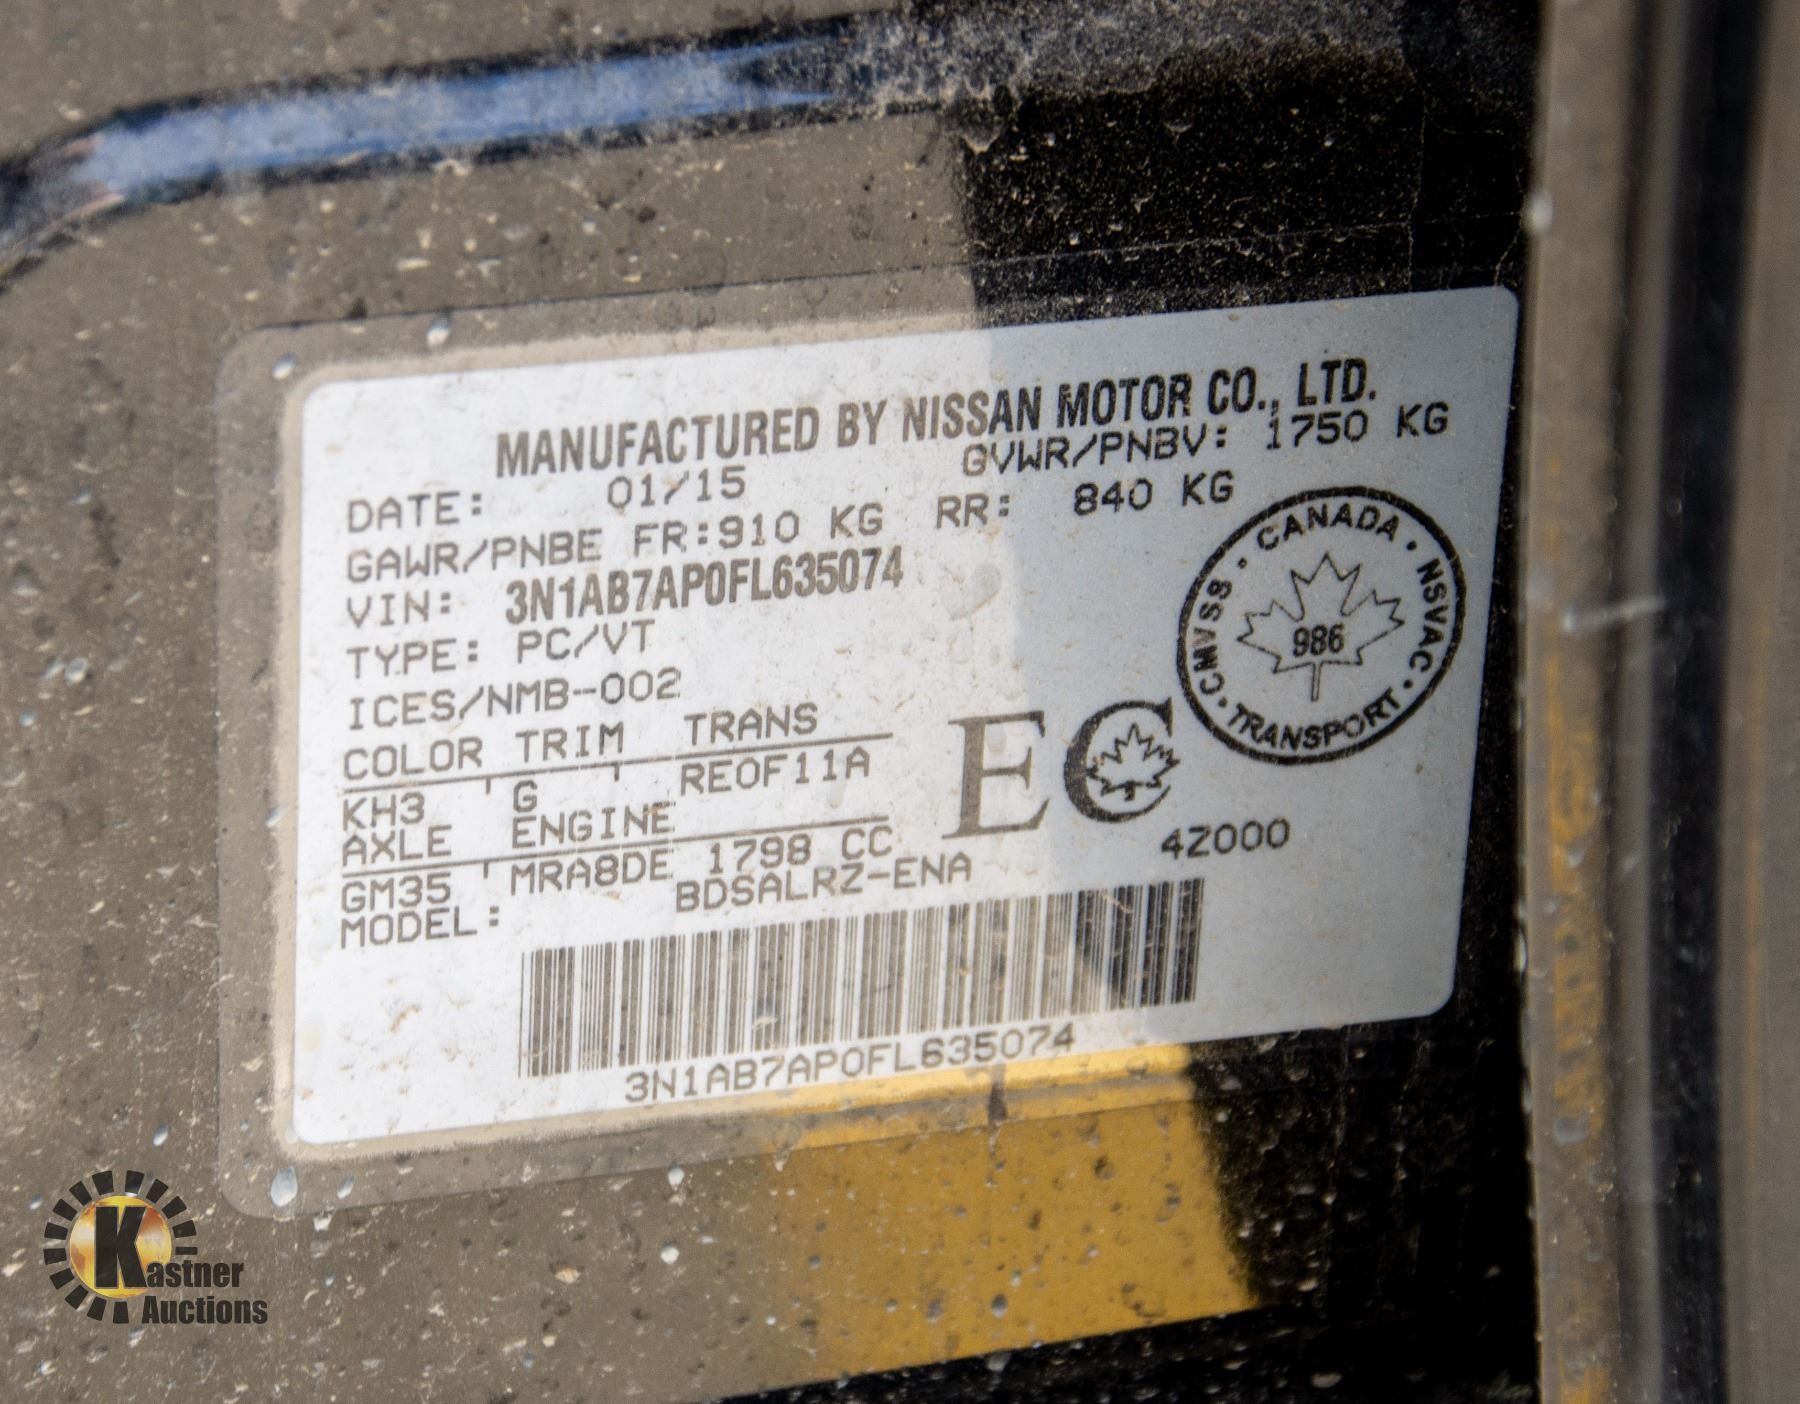 MANUFACTURED BY NISSAN MOTOR CO., LTD.
DATE: 01/15 GVWR/PNBV: 1750 KG
GAWR/PNBE FR:910 KG RR: 840 KG
VIN: 3N1AB7AP0FL635074
TYPE: PC/VT
ICES/NMB-002
COLOR TRIM TRANS
KH3 G RE0F11A
AXLE ENGINE
GM35 MRA8DE 1798 CC
MODEL: BDSALRZ-ENA
EC
4Z000
CMVSS · CANADA · NSVAC · TRANSPORT ·
986
3N1AB7AP0FL635074
Kastner
Auctions